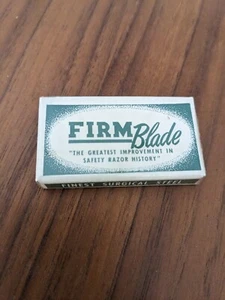 FIRM Blade
"THE GREATEST IMPROVEMENT IN
SAFETY RAZOR HISTORY"
FINEST SURGICAL STEEL